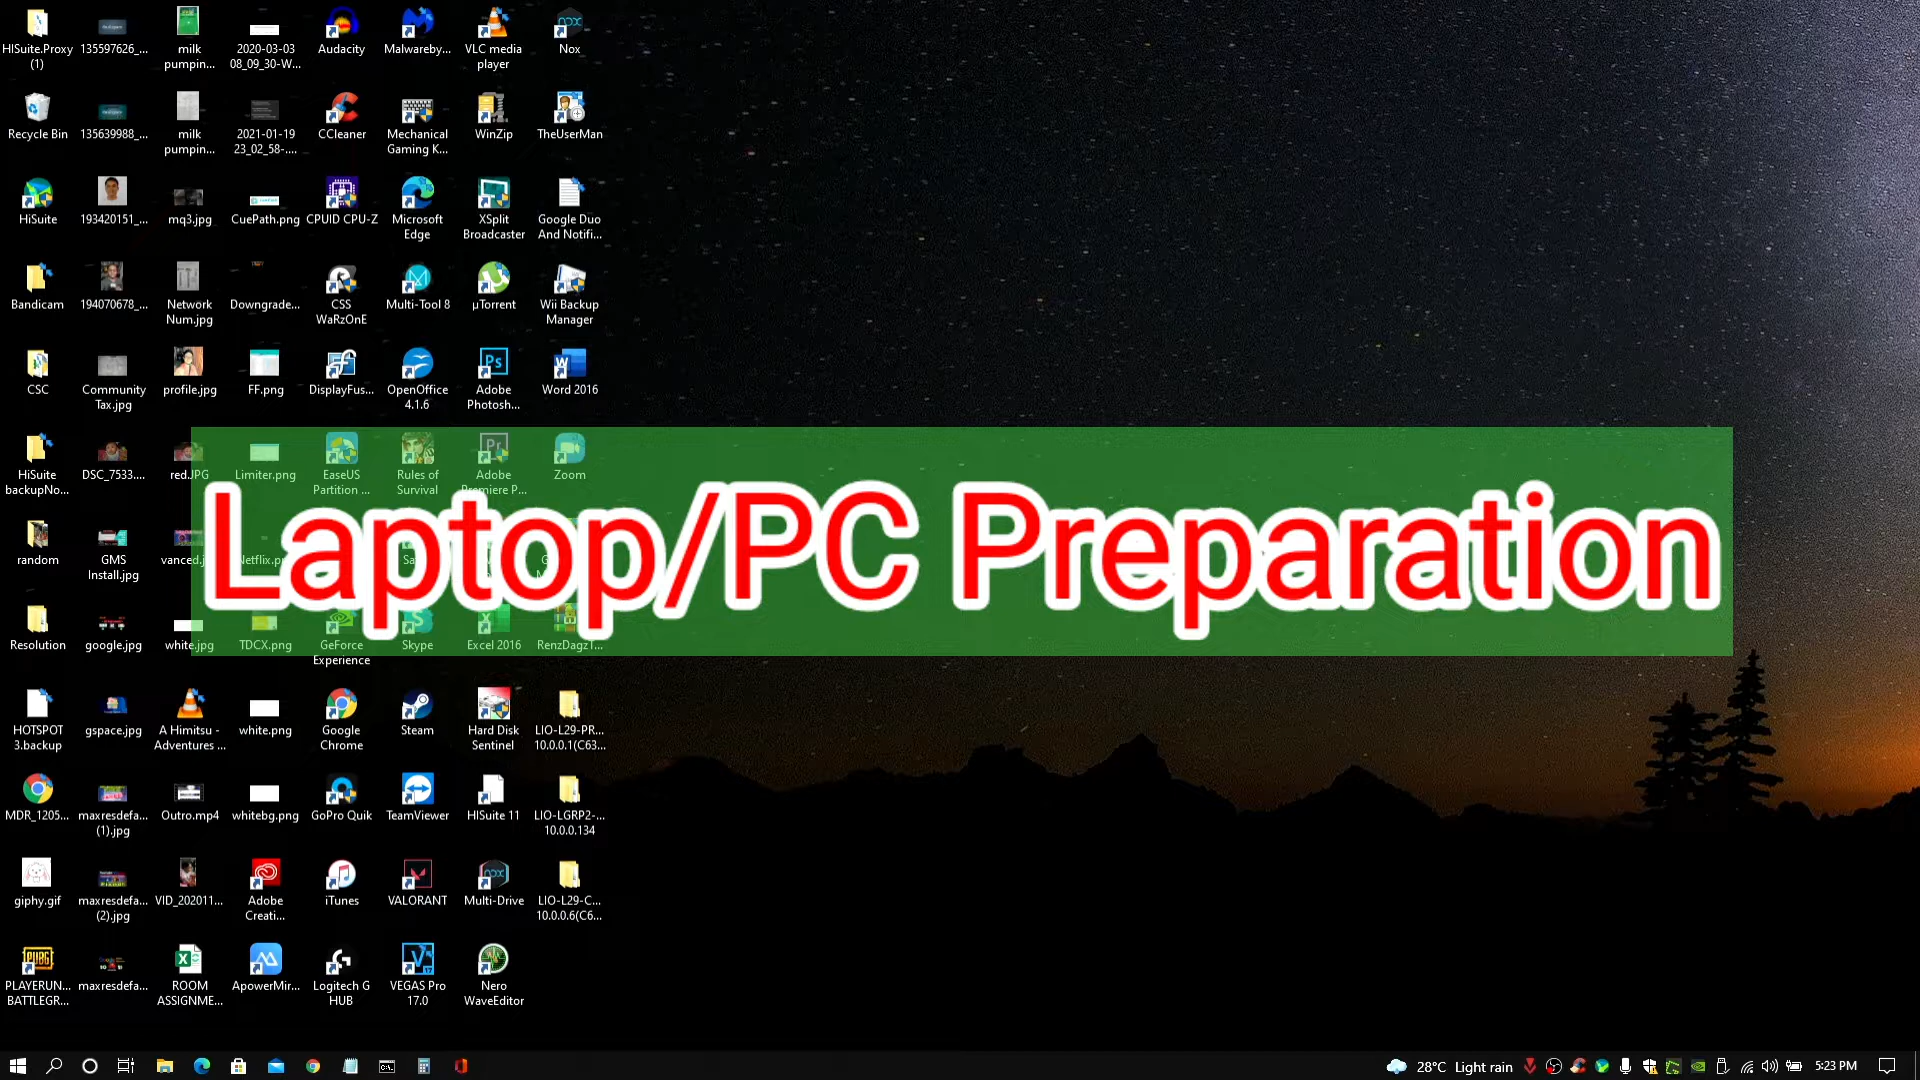 HISuite.Proxy
(1)
135597626_...
milk
pumpin...
2020-03-03
08_09_30-W...
Audacity
Malwareby...
VLC media
player
Nox
Recycle Bin
135639988_...
milk
pumpin...
2021-01-19
23_02_58-....
CCleaner
Mechanical
Gaming K...
WinZip
TheUserMan
HiSuite
193420151_...
mq3.jpg
CuePath.png
CPUID CPU-Z
Microsoft
Edge
XSplit
Broadcaster
Google Duo
And Notifi...
Bandicam
194070678_...
Network
Num.jpg
Downgrade...
CSS
WaRzOnE
Multi-Tool 8
µTorrent
Wii Backup
Manager
CSC
Community
Tax.jpg
profile.jpg
FF.png
DisplayFus...
OpenOffice
4.1.6
Adobe
Photosh...
Word 2016
HiSuite
backupNo...
DSC_7533....
red.JPG
Limiter.png
EaseUS
Partition ...
Rules of
Survival
Adobe
Premiere P...
Zoom
Laptop/PC Preparation
random
GMS
Install.jpg
Resolution
google.jpg
white.jpg
TDCX.png
GeForce
Experience
Skype
Excel 2016
RenzDagzT...
HOTSPOT
3.backup
gspace.jpg
A Himitsu -
Adventures ...
white.png
Google
Chrome
Steam
Hard Disk
Sentinel
LIO-L29-PR...
10.0.0.1(C63...
MDR_1205...
maxresdefa...
(1).jpg
Outro.mp4
whitebg.png
GoPro Quik
TeamViewer
HISuite 11
LIO-LGRP2-...
10.0.0.134
giphy.gif
maxresdefa...
(2).jpg
VID_202011...
Adobe
Creati...
iTunes
VALORANT
Multi-Drive
LIO-L29-C...
10.0.0.6(C6...
PLAYERUN...
BATTLEGR...
maxresdefa...
ROOM
ASSIGNME...
ApowerMir...
Logitech G
HUB
VEGAS Pro
17.0
Nero
WaveEditor
28°C Light rain
5:23 PM